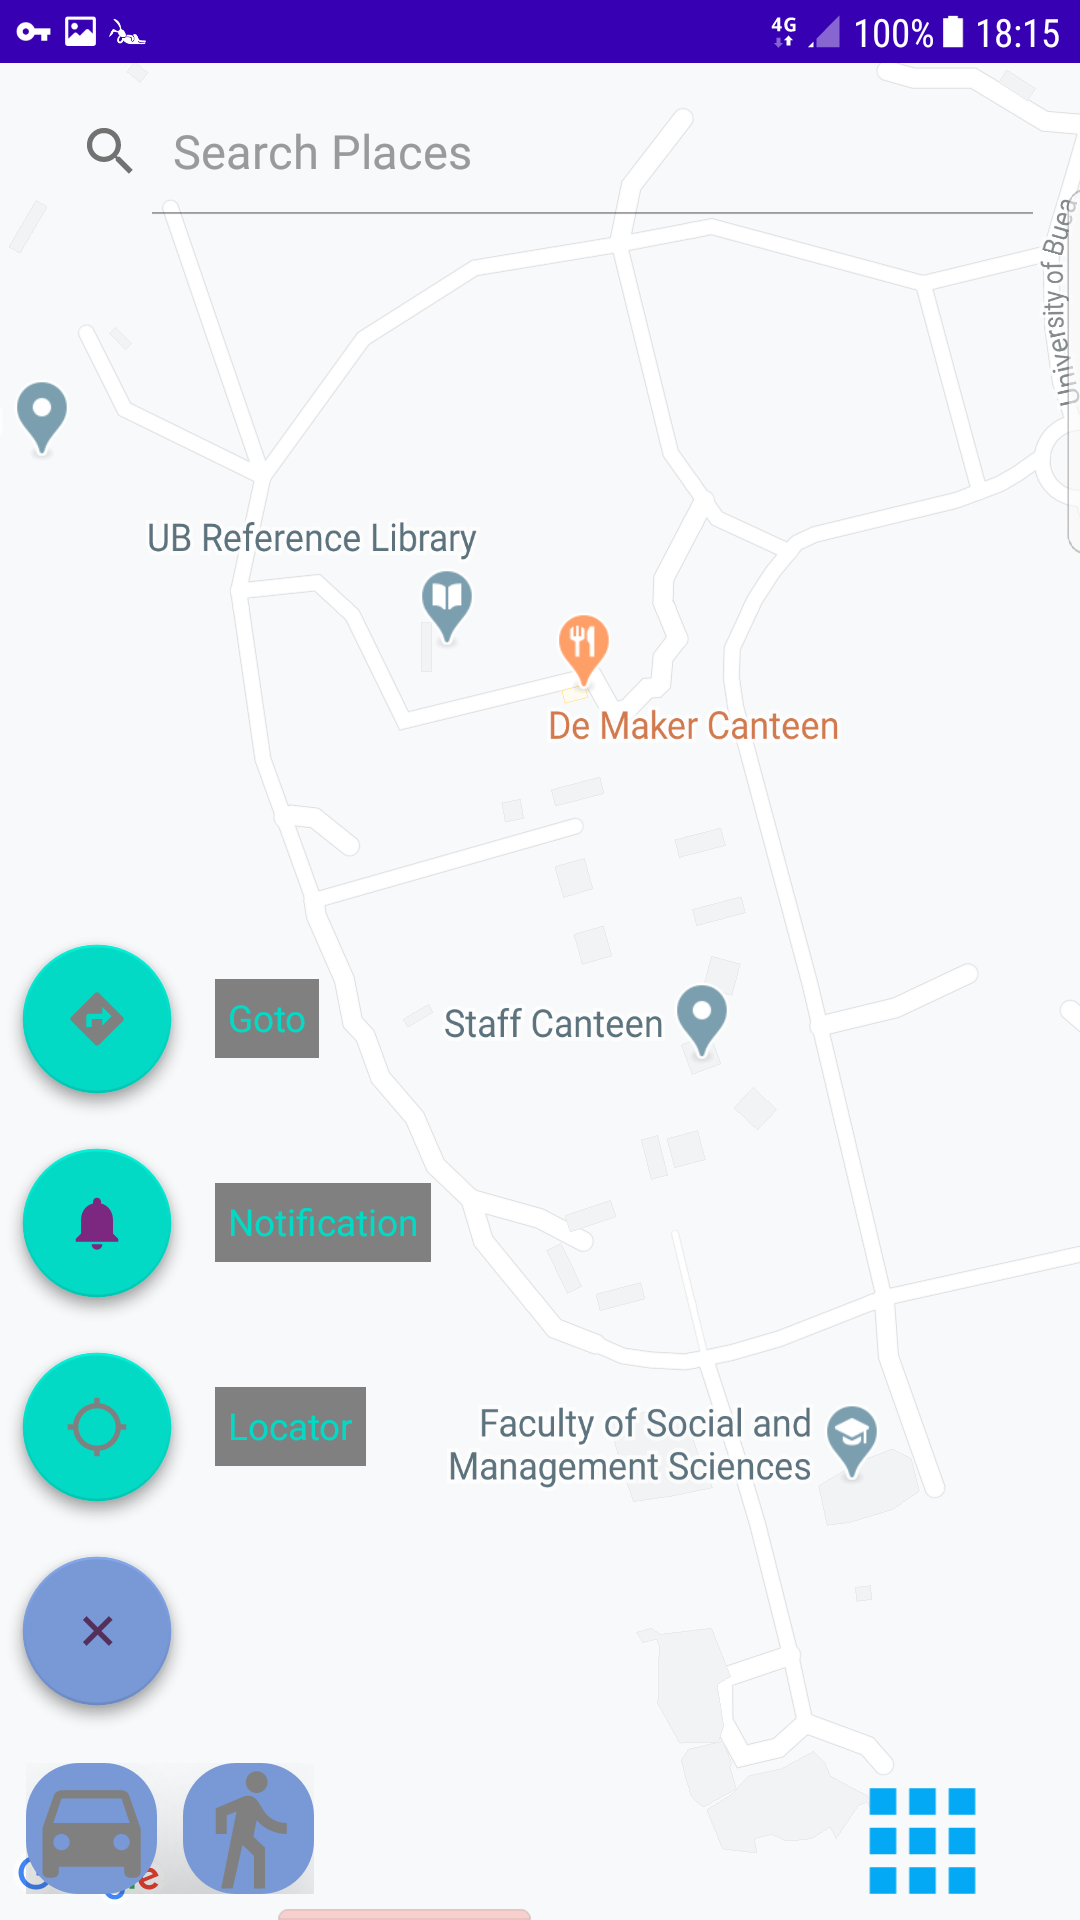 4G 100% 18:15
Search Places
University of Buea
UB Reference Library
De Maker Canteen
Goto
Staff Canteen
Notification
Locator
Faculty of Social and
Management Sciences